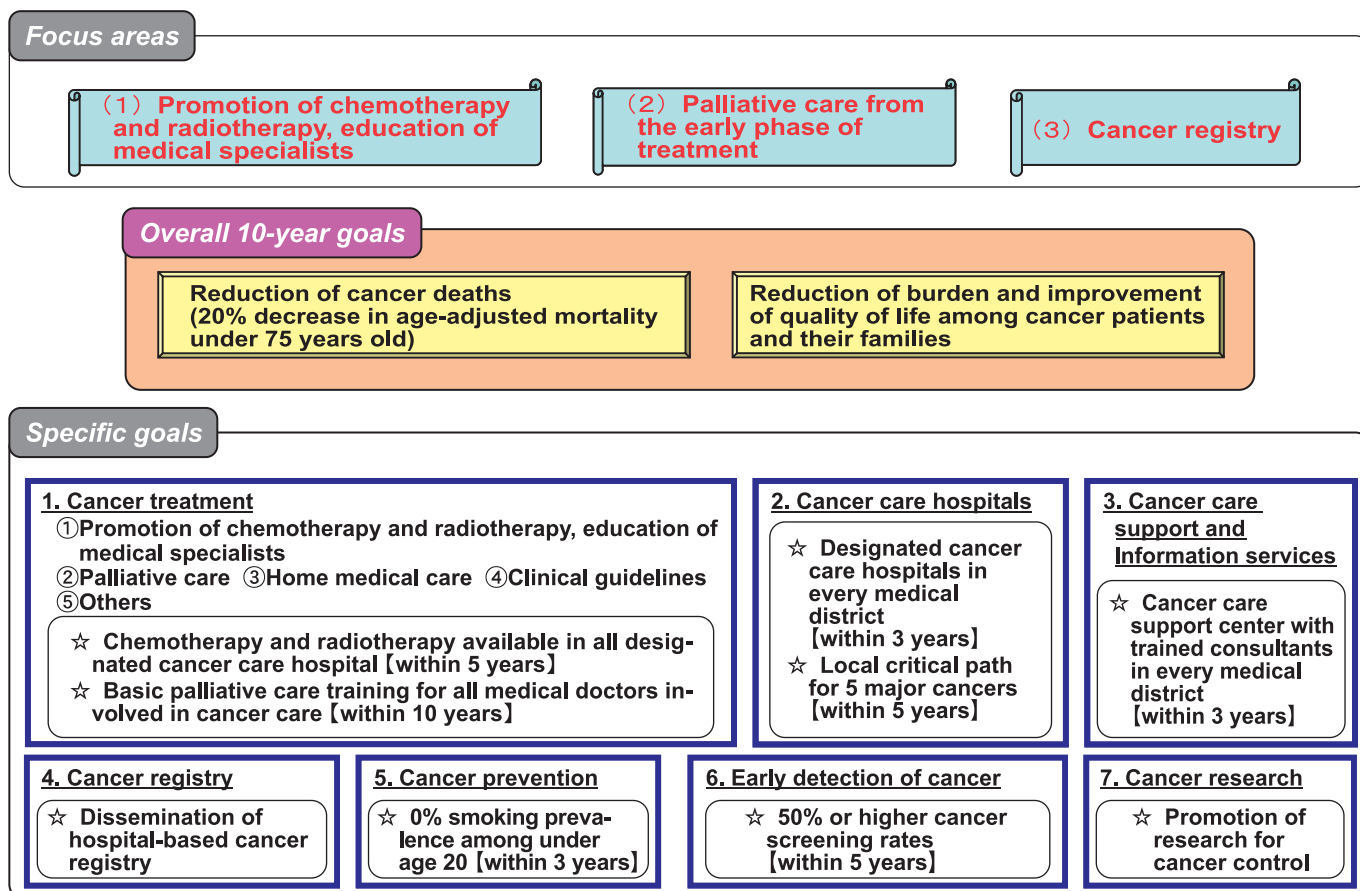 Focus areas
（1）Promotion of chemotherapy
and radiotherapy, education of
medical specialists
（2）Palliative care from
the early phase of
treatment
（3）Cancer registry
Overall 10-year goals
Reduction of cancer deaths
(20% decrease in age-adjusted mortality
under 75 years old)
Reduction of burden and improvement
of quality of life among cancer patients
and their families
Specific goals
1. Cancer treatment
①Promotion of chemotherapy and radiotherapy, education of
medical specialists
②Palliative care ③Home medical care ④Clinical guidelines
⑤Others
☆ Chemotherapy and radiotherapy available in all desig-
nated cancer care hospital【within 5 years】
☆ Basic palliative care training for all medical doctors in-
volved in cancer care【within 10 years】
2. Cancer care hospitals
☆ Designated cancer
care hospitals in
every medical
district
【within 3 years】
☆ Local critical path
for 5 major cancers
【within 5 years】
3. Cancer care
support and
Information services
☆ Cancer care
support center with
trained consultants
in every medical
district
【within 3 years】
4. Cancer registry
☆ Dissemination of
hospital-based cancer
registry
5. Cancer prevention
☆ 0% smoking preva-
lence among under
age 20【within 3 years】
6. Early detection of cancer
☆ 50% or higher cancer
screening rates
【within 5 years】
7. Cancer research
☆ Promotion of
research for
cancer control